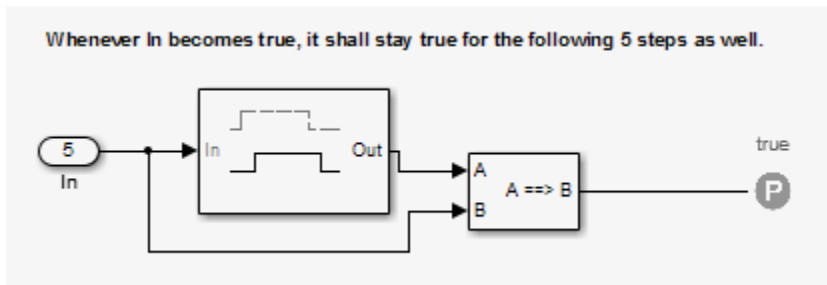 Whenever In becomes true, it shall stay true for the following 5 steps as well.
5
In
In
Out
A
A ==> B
B
true
P